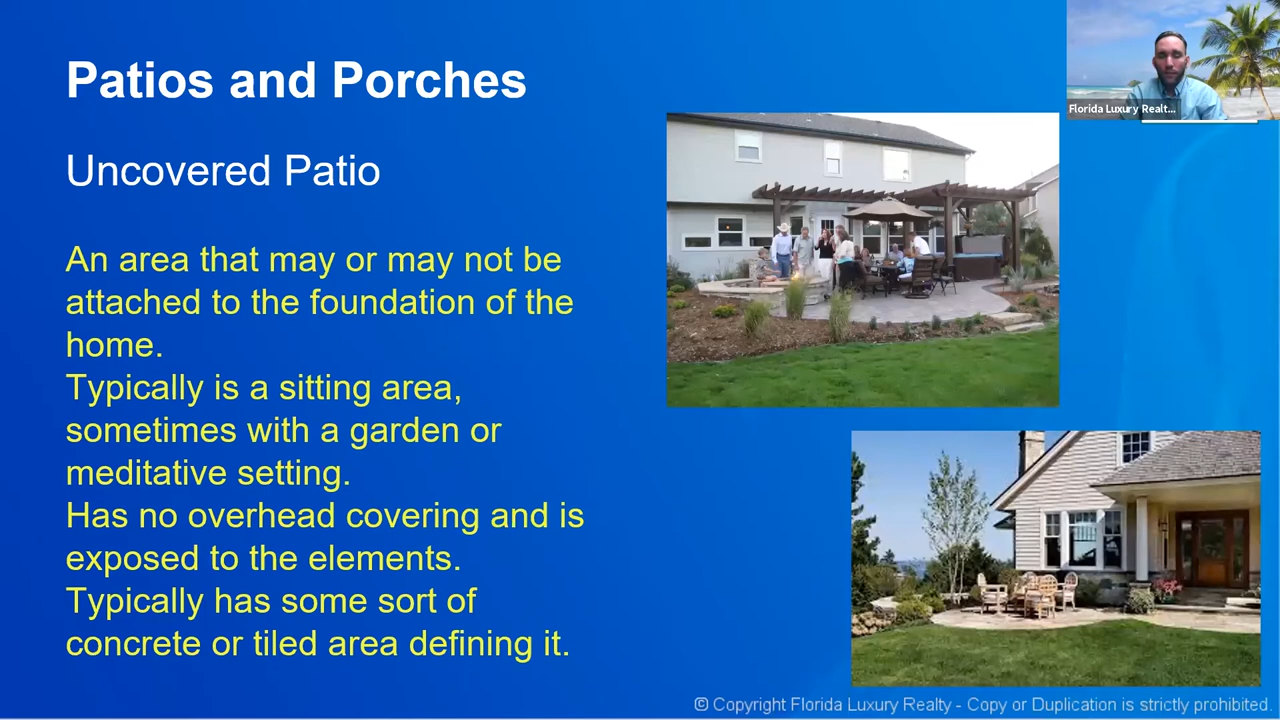 Patios and Porches
Florida Luxury Realt...
Uncovered Patio
An area that may or may not be
attached to the foundation of the
home.
Typically is a sitting area,
sometimes with a garden or
meditative setting.
Has no overhead covering and is
exposed to the elements.
Typically has some sort of
concrete or tiled area defining it.
© Copyright Florida Luxury Realty - Copy or Duplication is strictly prohibited.